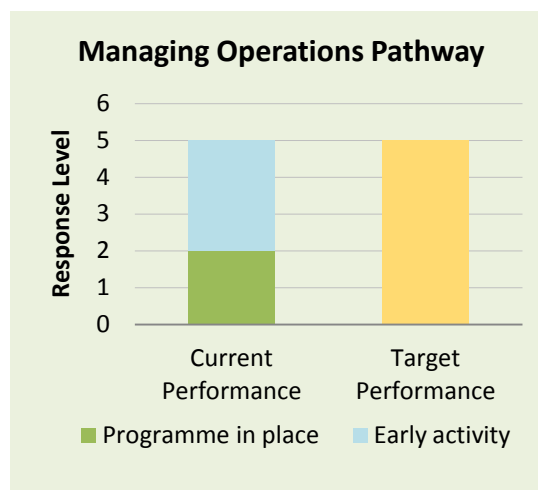 Managing Operations Pathway
6
5
4
3
2
1
0
Response Level
Current
Performance
Target
Performance
Programme in place
Early activity